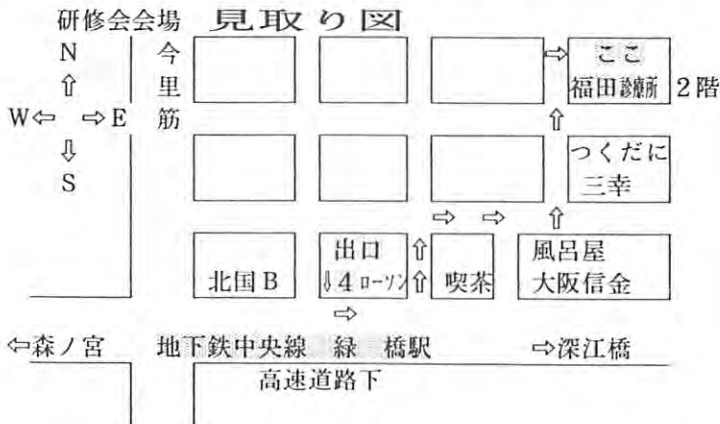 研修会会場 見取り図
N
W⇦ ⇨E
S
今里筋
ここ
福田診療所 2階
つくだに
三幸
北国B
出口
⇩4 ローソン
喫茶
風呂屋
大阪信金
⇦森ノ宮 地下鉄中央線 緑 橋駅 ⇨深江橋
高速道路下